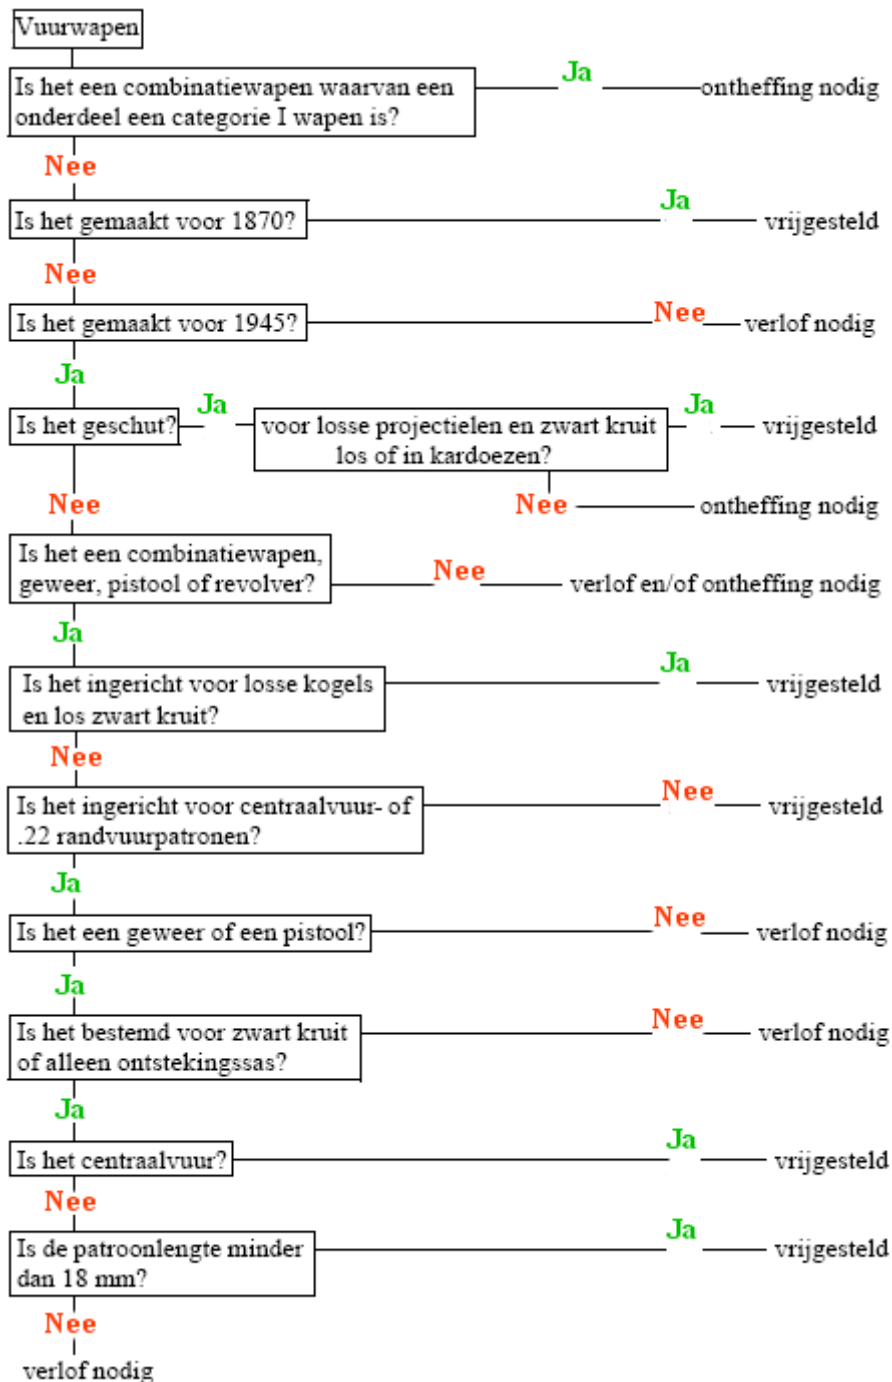 Vuurwapen
Is het een combinatiewapen waarvan een
onderdeel een categorie I wapen is?
Ja
ontheffing nodig
Nee
Is het gemaakt voor 1870?
Ja
vrijgesteld
Nee
Is het gemaakt voor 1945?
Nee
verlof nodig
Ja
Is het geschut?
Ja
voor losse projectielen en zwart kruit
los of in kardoezen?
Ja
vrijgesteld
Nee
Nee
ontheffing nodig
Is het een combinatiewapen,
geweer, pistool of revolver?
Nee
verlof en/of ontheffing nodig
Ja
Is het ingericht voor losse kogels
en los zwart kruit?
Ja
vrijgesteld
Nee
Is het ingericht voor centraalvuur- of
.22 randvuurpatronen?
Nee
vrijgesteld
Ja
Is het een geweer of een pistool?
Nee
verlof nodig
Ja
Is het bestemd voor zwart kruit
of alleen ontstekingssas?
Nee
verlof nodig
Ja
Is het centraalvuur?
Ja
vrijgesteld
Nee
Is de patroonlengte minder
dan 18 mm?
Ja
vrijgesteld
Nee
verlof nodig